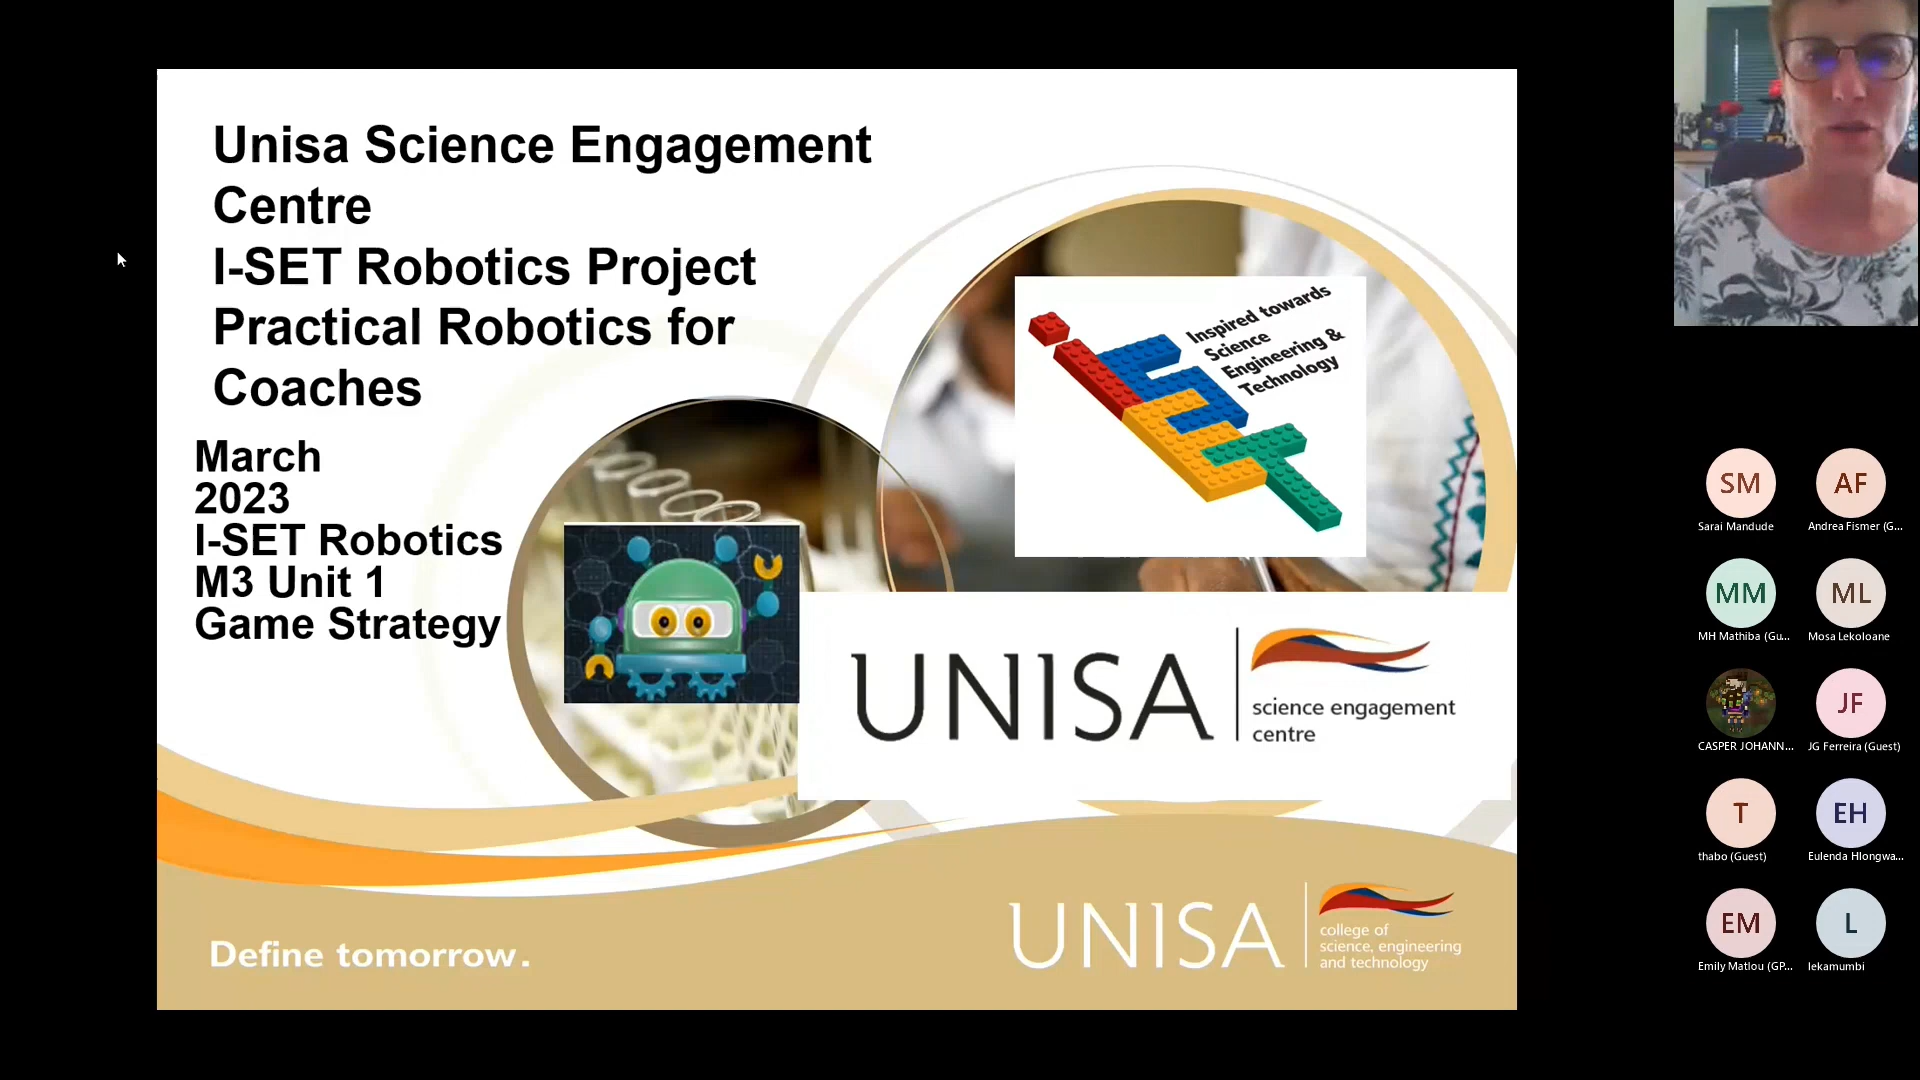 Unisa Science Engagement
Centre
I-SET Robotics Project
Practical Robotics for
Coaches
March
2023
I-SET Robotics
M3 Unit 1
Game Strategy
Inspired towards
Science
Engineering &
Technology
i-SET
UNISA
science engagement
centre
Define tomorrow.
UNISA
college of
science, engineering
and technology
SM
AF
Sarai Mandude
Andrea Fismer (G...
MM
ML
MH Mathiba (Gu...
Mosa Lekoloane
CASPER JOHANN...
JF
JG Ferreira (Guest)
T
EH
thabo (Guest)
Eulenda Hlongwa...
EM
L
Emily Matlou (GP...
lekamumbi